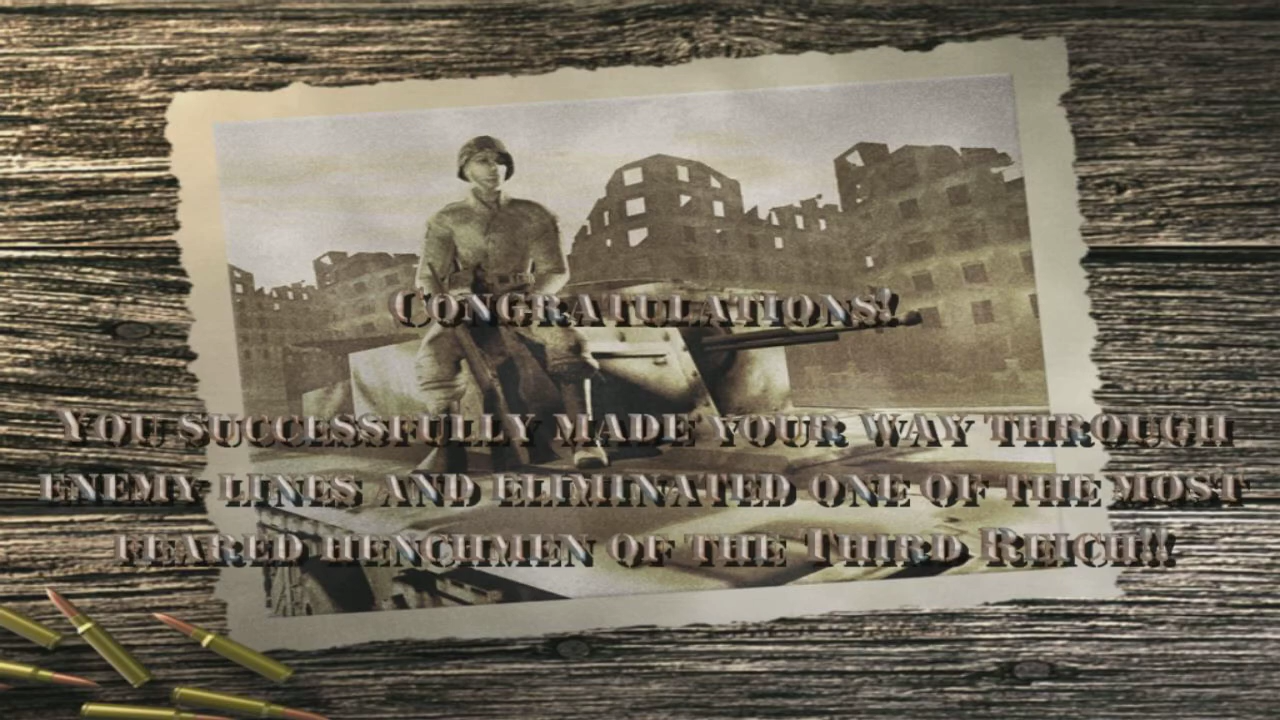 Congratulations!
You successfully made your way through
enemy lines and eliminated one of the most
feared henchmen of the Third Reich!!